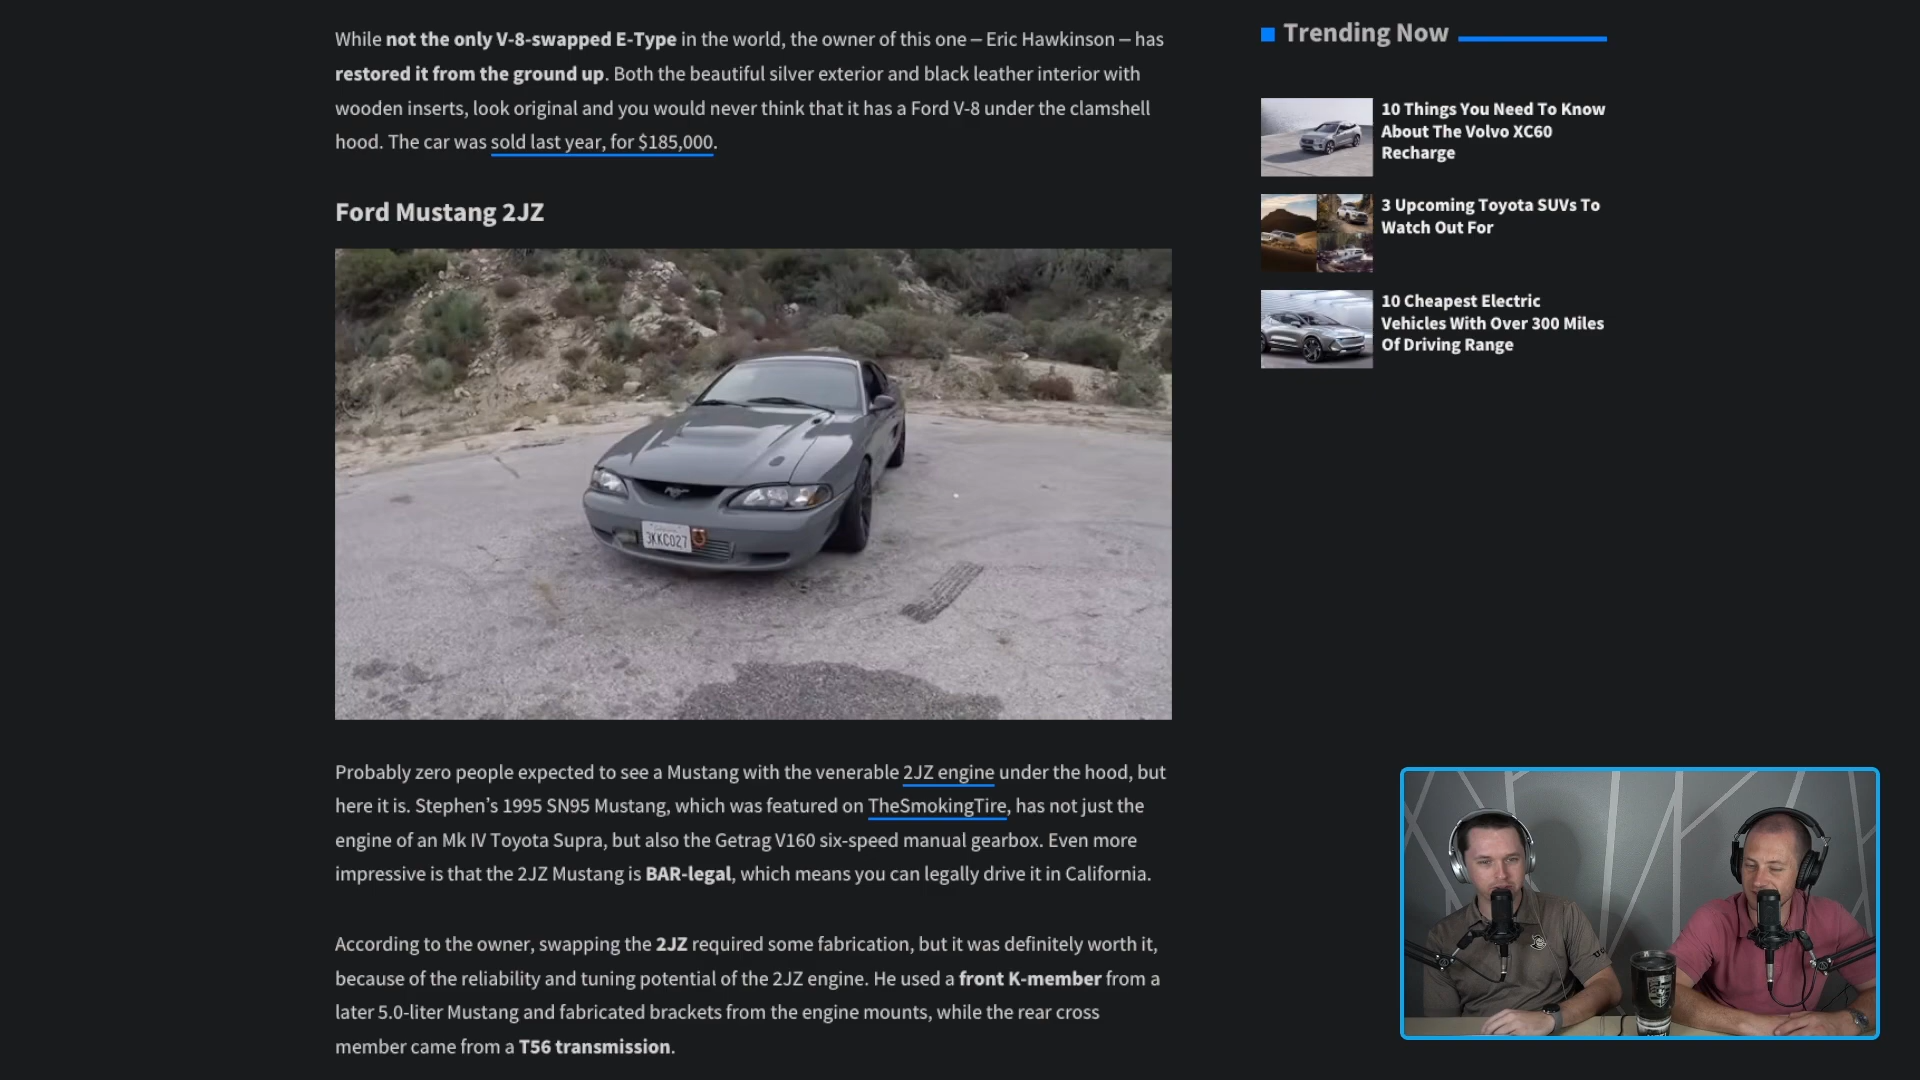 While not the only V-8-swapped E-Type in the world, the owner of this one – Eric Hawkinson – has
restored it from the ground up. Both the beautiful silver exterior and black leather interior with
wooden inserts, look original and you would never think that it has a Ford V-8 under the clamshell
hood. The car was sold last year, for $185,000.
Ford Mustang 2JZ
3KKC027
Probably zero people expected to see a Mustang with the venerable 2JZ engine under the hood, but
here it is. Stephen’s 1995 SN95 Mustang, which was featured on TheSmokingTire, has not just the
engine of an Mk IV Toyota Supra, but also the Getrag V160 six-speed manual gearbox. Even more
impressive is that the 2JZ Mustang is BAR-legal, which means you can legally drive it in California.
According to the owner, swapping the 2JZ required some fabrication, but it was definitely worth it,
because of the reliability and tuning potential of the 2JZ engine. He used a front K-member from a
later 5.0-liter Mustang and fabricated brackets from the engine mounts, while the rear cross
member came from a T56 transmission.
Trending Now
10 Things You Need To Know
About The Volvo XC60
Recharge
3 Upcoming Toyota SUVs To
Watch Out For
10 Cheapest Electric
Vehicles With Over 300 Miles
Of Driving Range